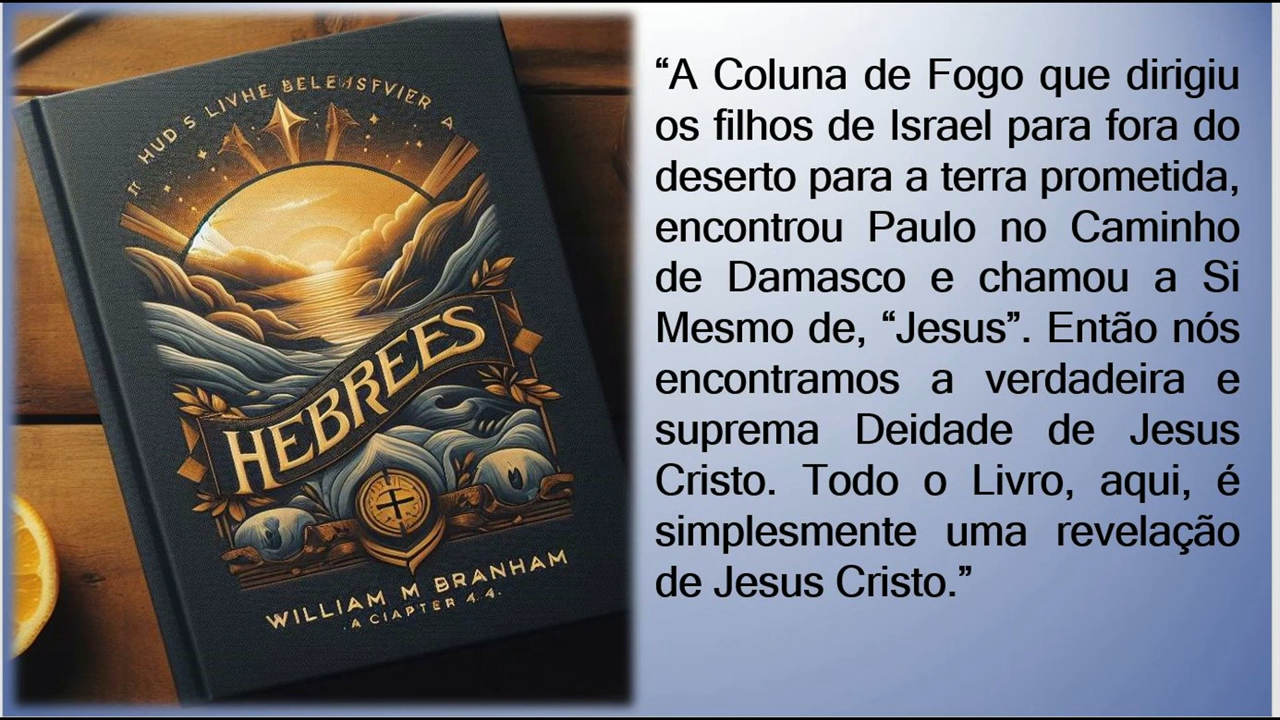 HUD S LIVHE BELEHSFVIER A
HEBREES
WILLIAM M BRANHAM
A CIAPTER 4.4.
“A Coluna de Fogo que dirigiu
os filhos de Israel para fora do
deserto para a terra prometida,
encontrou Paulo no Caminho
de Damasco e chamou a Si
Mesmo de, “Jesus”. Então nós
encontramos a verdadeira e
suprema Deidade de Jesus
Cristo. Todo o Livro, aqui, é
simplesmente uma revelação
de Jesus Cristo.”